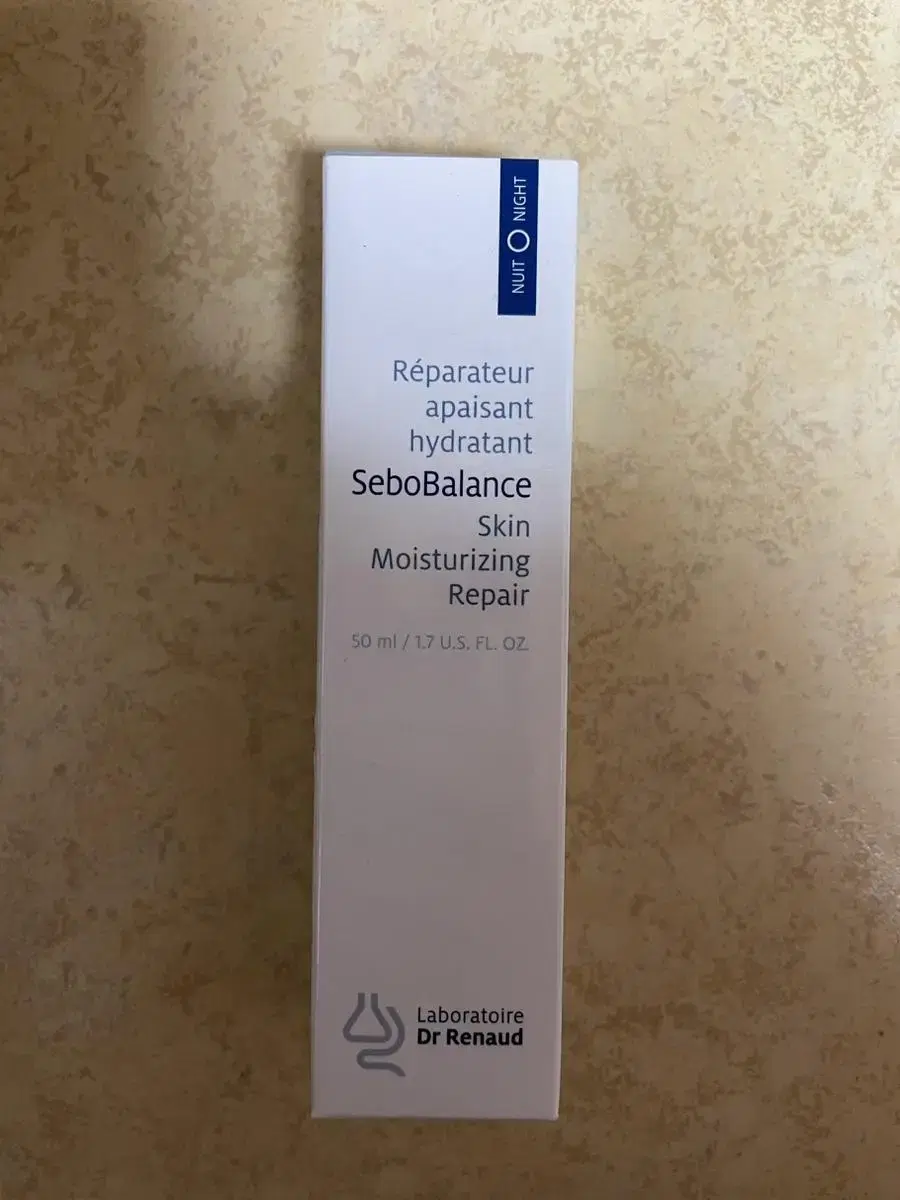 NUIT O NIGHT
Réparateur
apaisant
hydratant
SeboBalance
Skin
Moisturizing
Repair
50 ml / 1.7 U.S. FL. OZ.
Laboratoire
Dr Renaud